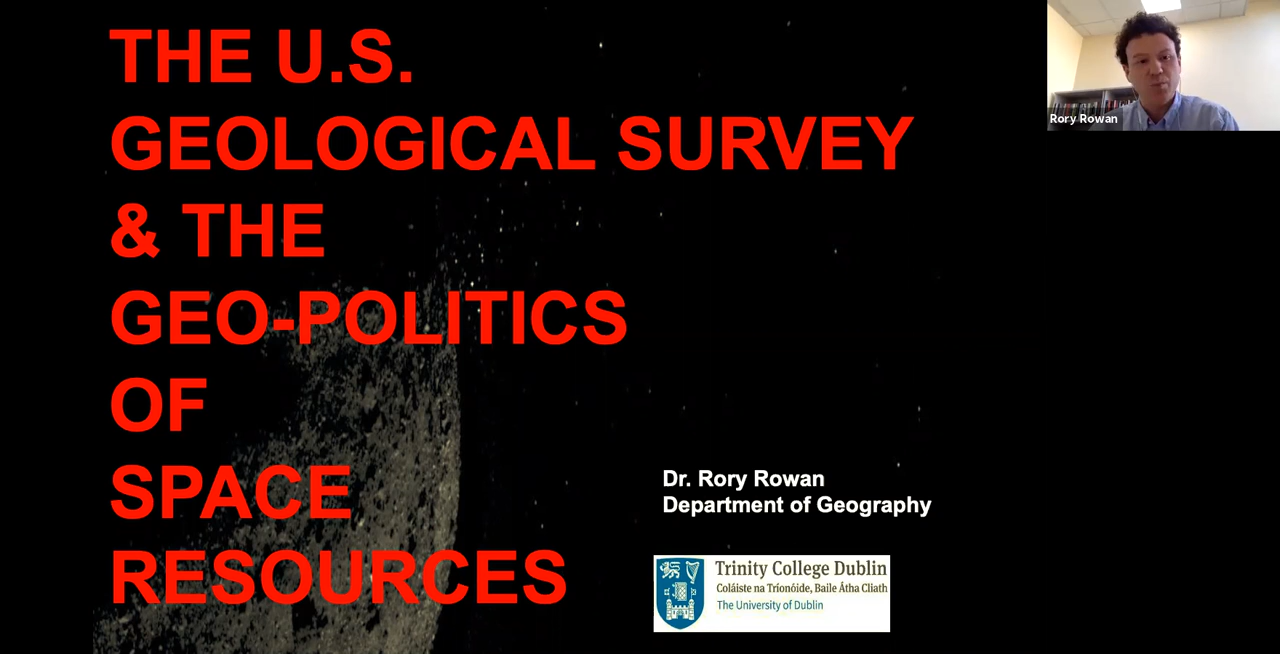 THE U.S.
GEOLOGICAL SURVEY
& THE
GEO-POLITICS
OF
SPACE
RESOURCES
Rory Rowan
Dr. Rory Rowan
Department of Geography
Trinity College Dublin
Coláiste na Tríonóide, Baile Átha Cliath
The University of Dublin